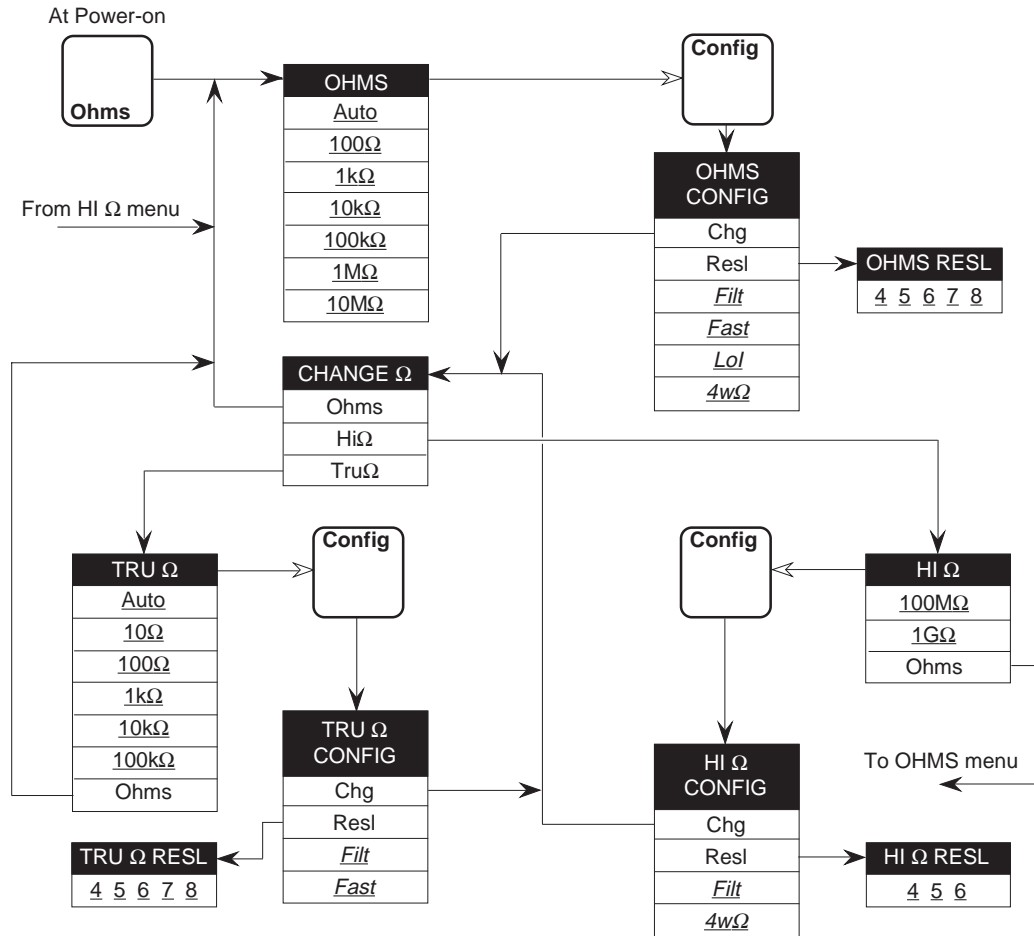 At Power-on
Ohms
OHMS
Auto
100Ω
1kΩ
10kΩ
100kΩ
1MΩ
10MΩ
Config
OHMS
CONFIG
Chg
Resl
Filt
Fast
LoI
4wΩ
OHMS RESL
4 5 6 7 8
From HI Ω menu
CHANGE Ω
Ohms
HiΩ
TruΩ
TRU Ω
Auto
10Ω
100Ω
1kΩ
10kΩ
100kΩ
Ohms
Config
TRU Ω
CONFIG
Chg
Resl
Filt
Fast
TRU Ω RESL
4 5 6 7 8
Config
HI Ω
100MΩ
1GΩ
Ohms
To OHMS menu
HI Ω
CONFIG
Chg
Resl
Filt
4wΩ
HI Ω RESL
4 5 6